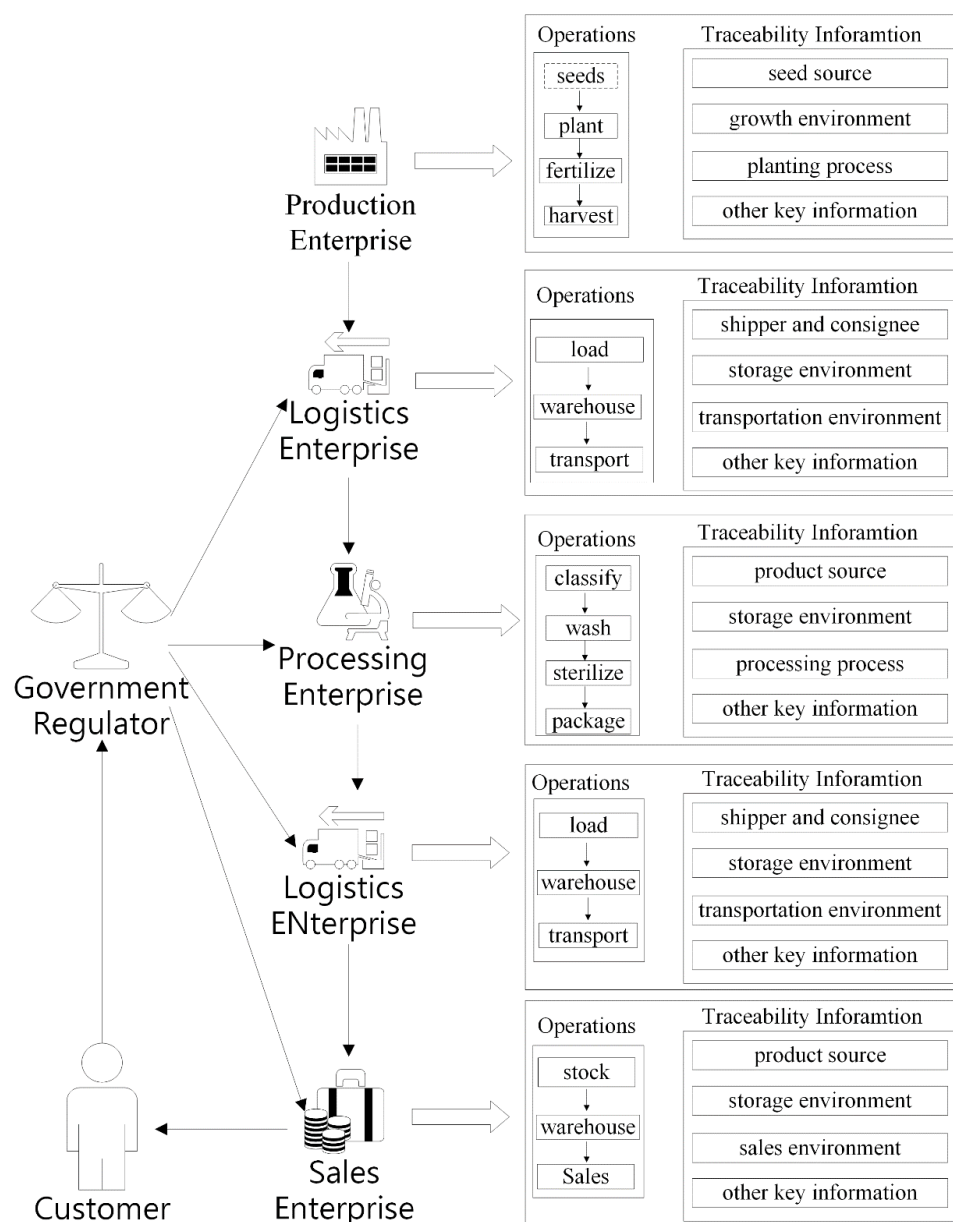 Operations
Traceability Inforamtion
seeds
plant
fertilize
harvest
seed source
growth environment
planting process
other key information
Production
Enterprise
Operations
Traceability Inforamtion
load
warehouse
transport
shipper and consignee
storage environment
transportation environment
other key information
Logistics
Enterprise
Operations
Traceability Inforamtion
classify
wash
sterilize
package
product source
storage environment
processing process
other key information
Processing
Enterprise
Government
Regulator
Operations
Traceability Inforamtion
load
warehouse
transport
shipper and consignee
storage environment
transportation environment
other key information
Logistics
ENterprise
Operations
Traceability Inforamtion
stock
warehouse
Sales
product source
storage environment
sales environment
other key information
Sales
Enterprise
Customer